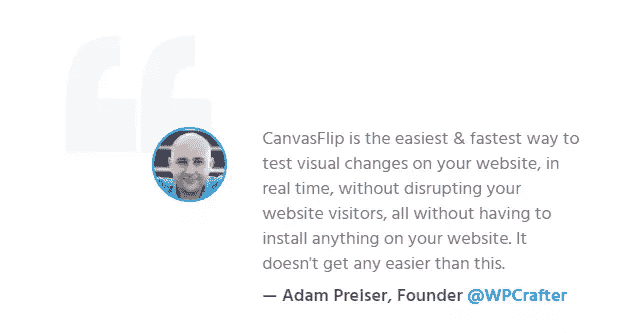 CanvasFlip is the easiest & fastest way to
test visual changes on your website, in
real time, without disrupting your
website visitors, all without having to
install anything on your website. It
doesn't get any easier than this.
— Adam Preiser, Founder @WPCrafter